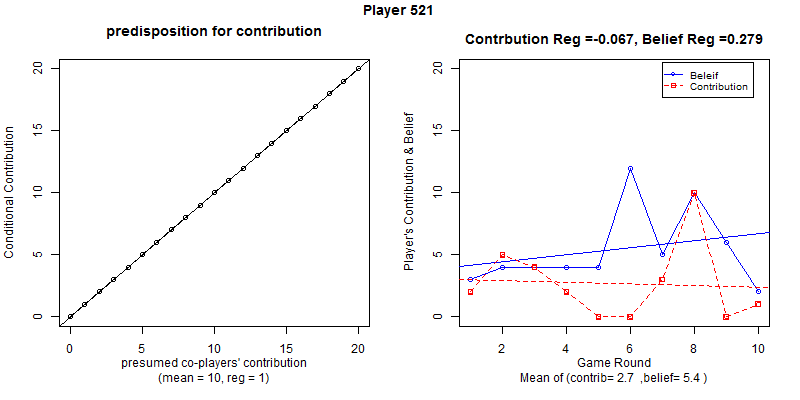 Player 521
predisposition for contribution
Conditional Contribution
0 5 10 15 20
0 5 10 15 20
presumed co-players' contribution
(mean = 10, reg = 1)
Contrbution Reg =-0.067, Belief Reg =0.279
Player's Contribution & Belief
0 5 10 15 20
Beleif
Contribution
2 4 6 8 10
Game Round
Mean of (contrib= 2.7 ,belief= 5.4 )